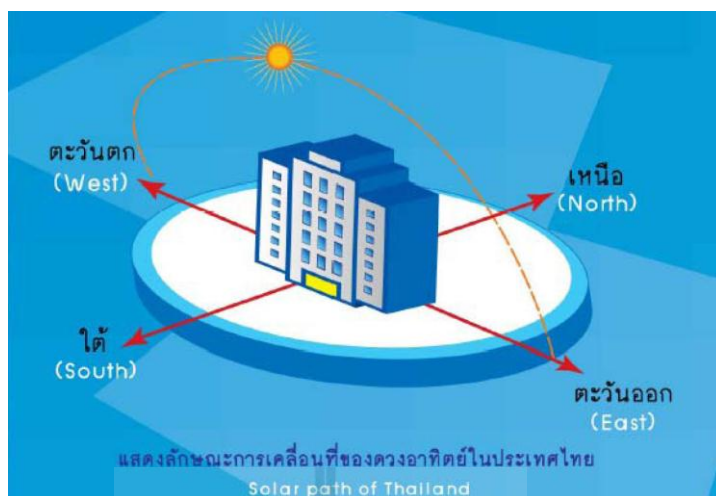 ตะวันตก
(West)
เหนือ
(North)
ใต้
(South)
ตะวันออก
(East)
แสดงลักษณะการเคลื่อนที่ของดวงอาทิตย์ในประเทศไทย
Solar path of Thailand